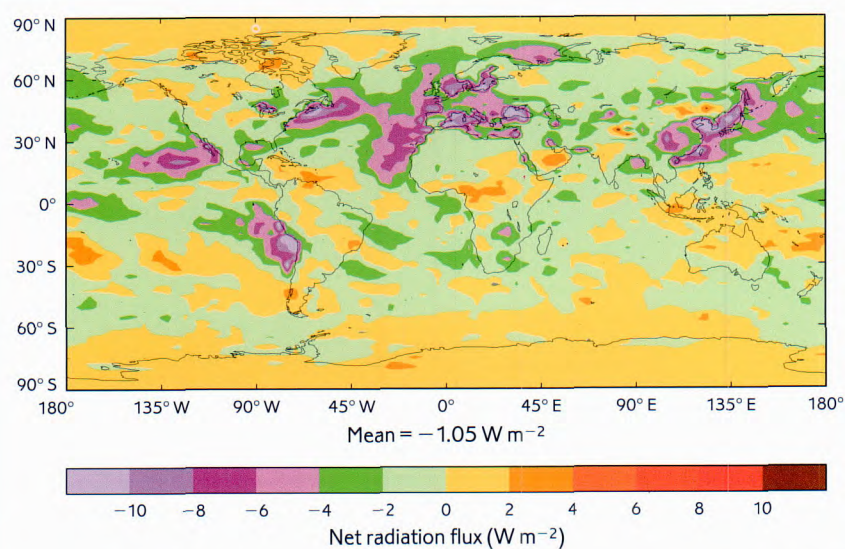 90° N
60° N
30° N
0°
30° S
60° S
90° S
180° 135° W 90° W 45° W 0° 45° E 90° E 135° E 180°
Mean = −1.05 W m−2
−10 −8 −6 −4 −2 0 2 4 6 8 10
Net radiation flux (W m−2)